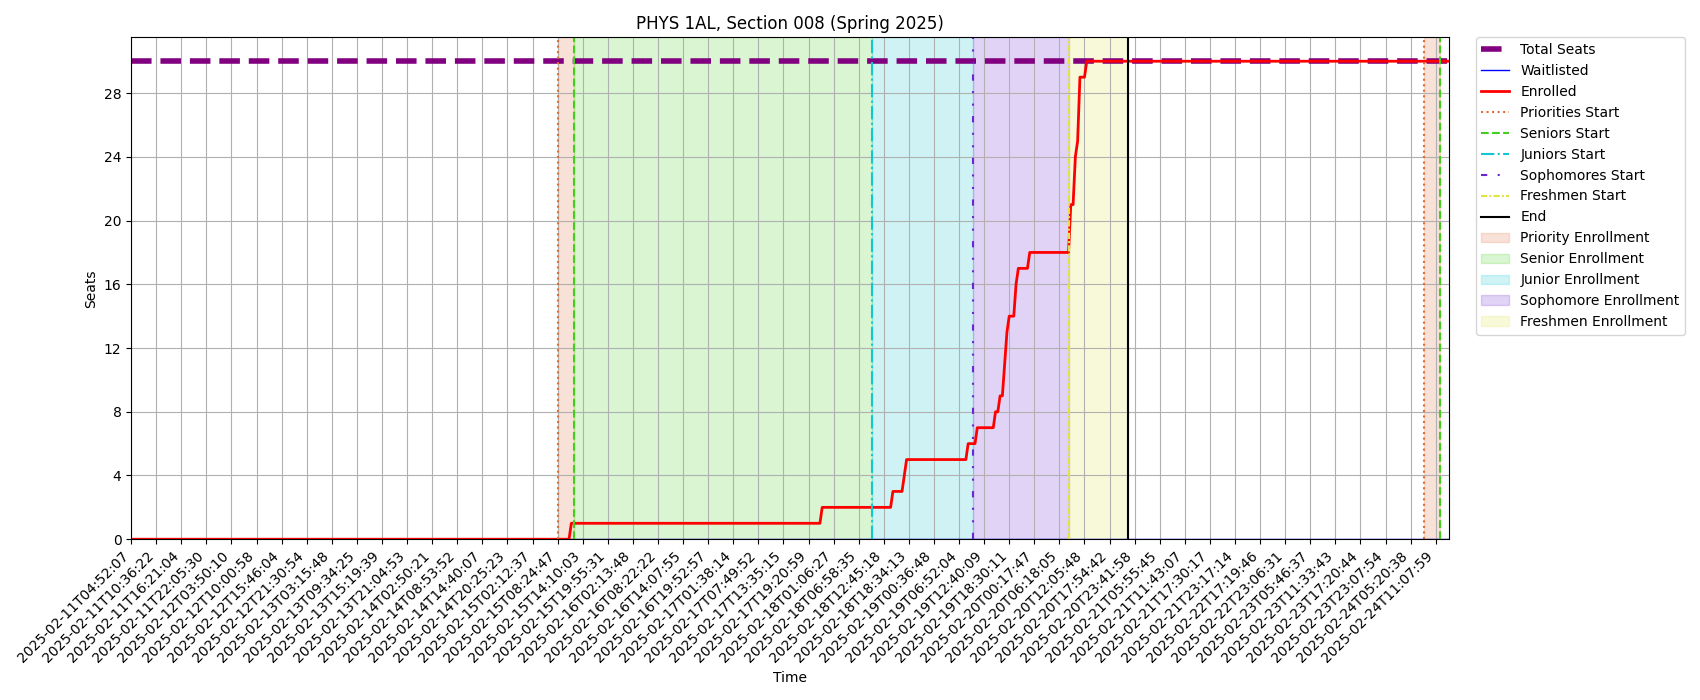 PHYS 1AL, Section 008 (Spring 2025)
Seats
28
24
20
16
12
8
4
0
2025-02-11T04:52:07
2025-02-11T10:36:22
2025-02-11T16:21:04
2025-02-11T22:05:30
2025-02-12T03:50:10
2025-02-12T10:00:58
2025-02-12T15:46:04
2025-02-12T21:30:54
2025-02-13T03:15:48
2025-02-13T09:34:25
2025-02-13T15:19:39
2025-02-13T21:04:53
2025-02-14T02:50:21
2025-02-14T08:53:52
2025-02-14T14:40:07
2025-02-14T20:25:23
2025-02-15T02:12:37
2025-02-15T08:24:47
2025-02-15T14:10:03
2025-02-15T19:55:31
2025-02-16T02:13:48
2025-02-16T08:22:22
2025-02-16T14:07:55
2025-02-16T19:52:57
2025-02-17T01:38:14
2025-02-17T07:49:52
2025-02-17T13:35:15
2025-02-17T19:20:59
2025-02-18T01:06:27
2025-02-18T06:58:35
2025-02-18T12:45:18
2025-02-18T18:34:13
2025-02-19T00:36:48
2025-02-19T06:52:04
2025-02-19T12:40:09
2025-02-19T18:30:11
2025-02-20T00:17:47
2025-02-20T06:18:05
2025-02-20T12:05:48
2025-02-20T17:54:42
2025-02-20T23:41:58
2025-02-21T05:55:45
2025-02-21T11:43:07
2025-02-21T17:30:17
2025-02-21T23:17:14
2025-02-22T17:19:46
2025-02-22T23:06:31
2025-02-23T05:46:37
2025-02-23T11:33:43
2025-02-23T17:20:44
2025-02-23T23:07:54
2025-02-24T05:20:38
2025-02-24T11:07:59
Time
Total Seats
Waitlisted
Enrolled
Priorities Start
Seniors Start
Juniors Start
Sophomores Start
Freshmen Start
End
Priority Enrollment
Senior Enrollment
Junior Enrollment
Sophomore Enrollment
Freshmen Enrollment